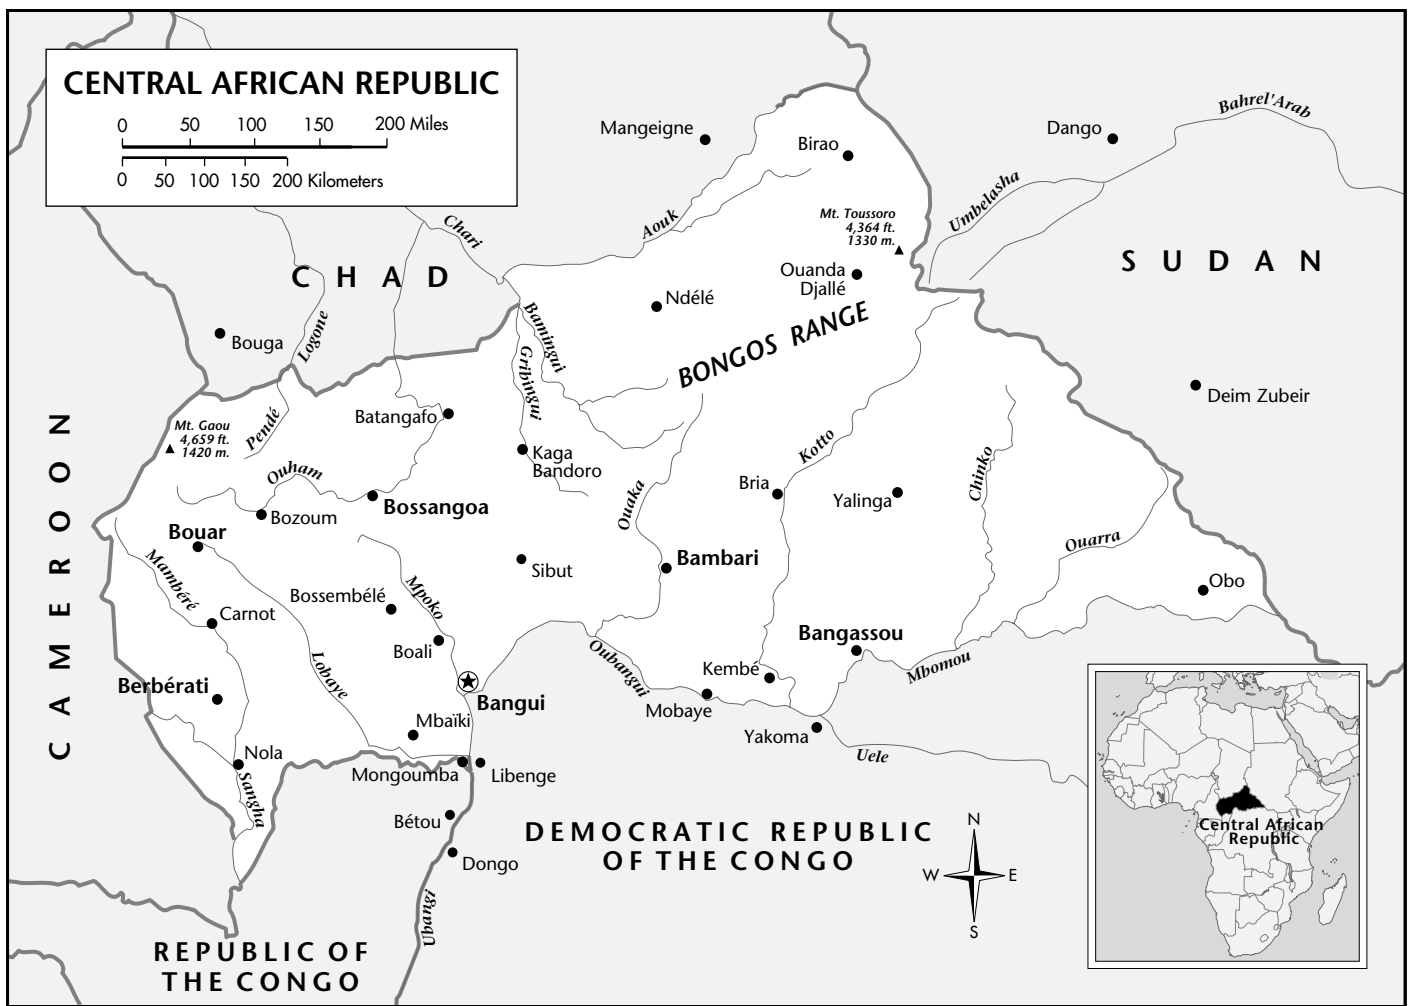 CENTRAL AFRICAN REPUBLIC
0 50 100 150 200 Miles
0 50 100 150 200 Kilometers
Bahrel'Arab
Mangeigne
Dango
Birao
Umbelasha
Aouk
Chari
Mt. Toussoro
4,364 ft.
1330 m.
CHAD
SUDAN
Ouanda
Djallé
Ndélé
Bamingui
BONGOS RANGE
Logone
Bouga
Gribingui
Deim Zubeir
CAMEROON
Batangafo
Pendé
Mt. Gaou
4,659 ft.
1420 m.
Kotto
Kaga
Bandoro
Chinko
Ouham
Bria
Yalinga
Ouaka
Bossangoa
Bozoum
Bouar
Ouarra
Bambari
Sibut
Mambéré
Obo
Mpoko
Bossembélé
Carnot
Bangassou
Boali
Oubangui
Mbomou
Lobaye
Kembé
Berbérati
Bangui
Mobaye
Mbaïki
Yakoma
Nola
Uele
Mongoumba
Libenge
Sangha
Bétou
DEMOCRATIC REPUBLIC
OF THE CONGO
Dongo
N
W E
S
Central African
Republic
Ubangi
REPUBLIC OF
THE CONGO